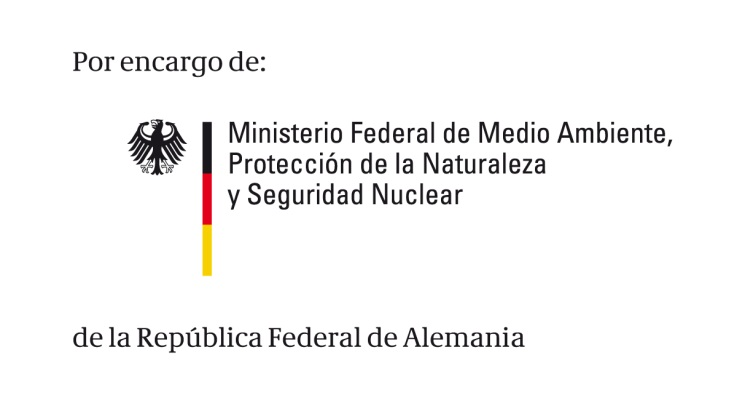 Por encargo de:
Ministerio Federal de Medio Ambiente,
Protección de la Naturaleza
y Seguridad Nuclear
de la República Federal de Alemania